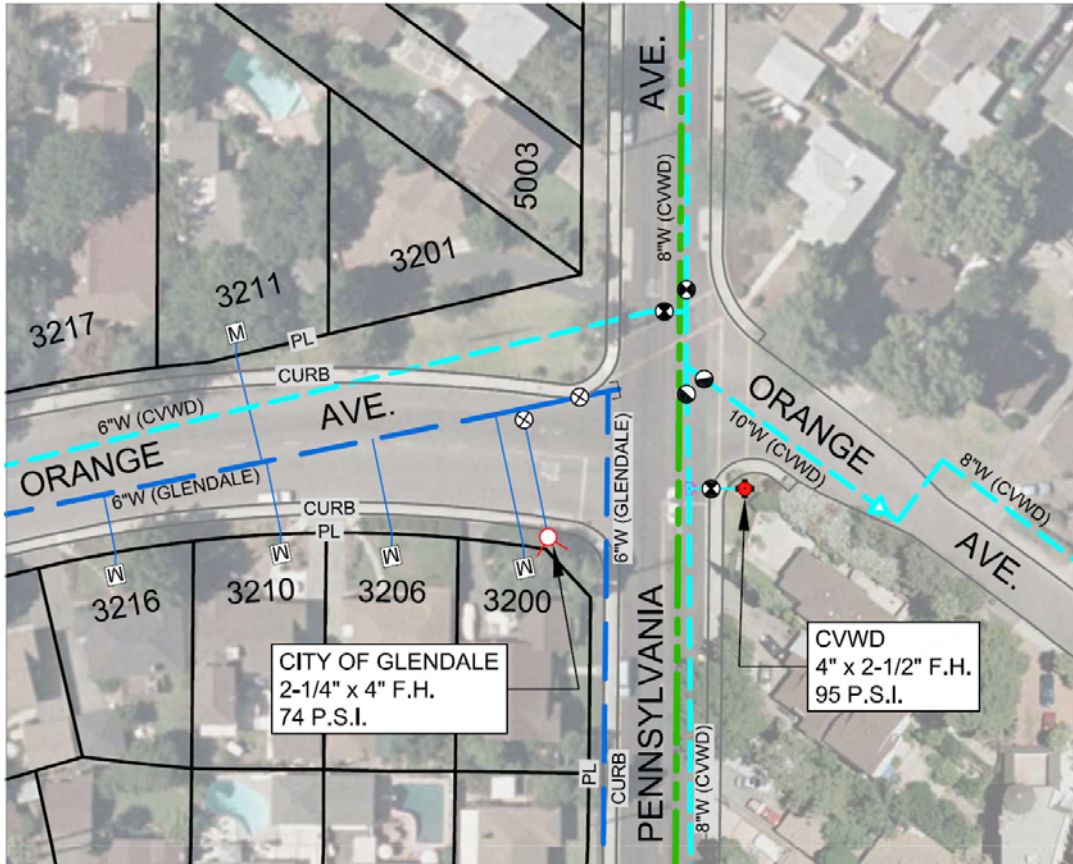 AVE.
5003
8"W (CVWD)
3201
3211
3217
M
PL
CURB
6"W (CVWD)
AVE.
ORANGE
6"W (GLENDALE)
ORANGE
10"W (CVWD)
8"W (CVWD)
AVE.
CURB
PL
6"W (GLENDALE)
M
M
M
M
3216
3210
3206
3200
CITY OF GLENDALE
2-1/4" x 4" F.H.
74 P.S.I.
CVWD
4" x 2-1/2" F.H.
95 P.S.I.
PL
CURB
PENNSYLVANIA
8"W (CVWD)